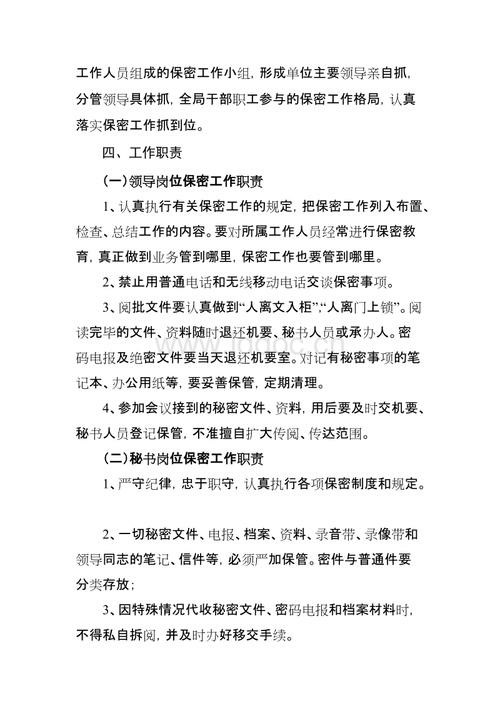 工作人员组成的保密工作小组，形成单位主要领导亲自抓，
分管领导具体抓，全局干部职工参与的保密工作格局，认真
落实保密工作抓到位。
四、工作职责
（一）领导岗位保密工作职责
1、认真执行有关保密工作的规定，把保密工作列入布置、
检查、总结工作的内容。要对所属工作人员经常进行保密教
育，真正做到业务管到哪里，保密工作也要管到哪里。
2、禁止用普通电话和无线移动电话交谈保密事项。
3、阅批文件要认真做到“人离文入柜”，“人离门上锁”。阅
读完毕的文件、资料随时退还机要、秘书人员或承办人。密
码电报及绝密文件要当天退还机要室。对记有秘密事项的笔
记本、办公用纸等，要妥善保管，定期清理。
4、参加会议接到的秘密文件、资料，用后要及时交机要、
秘书人员登记保管，不准擅自扩大传阅、传达范围。
（二）秘书岗位保密工作职责
1、严守纪律，忠于职守，认真执行各项保密制度和规定。
2、一切秘密文件、电报、档案、资料、录音带、录像带和
领导同志的笔记、信件等，必须严加保管。密件与普通件要
分类存放；
3、因特殊情况代收秘密文件、密码电报和档案材料时，
不得私自拆阅，并及时办好移交手续。